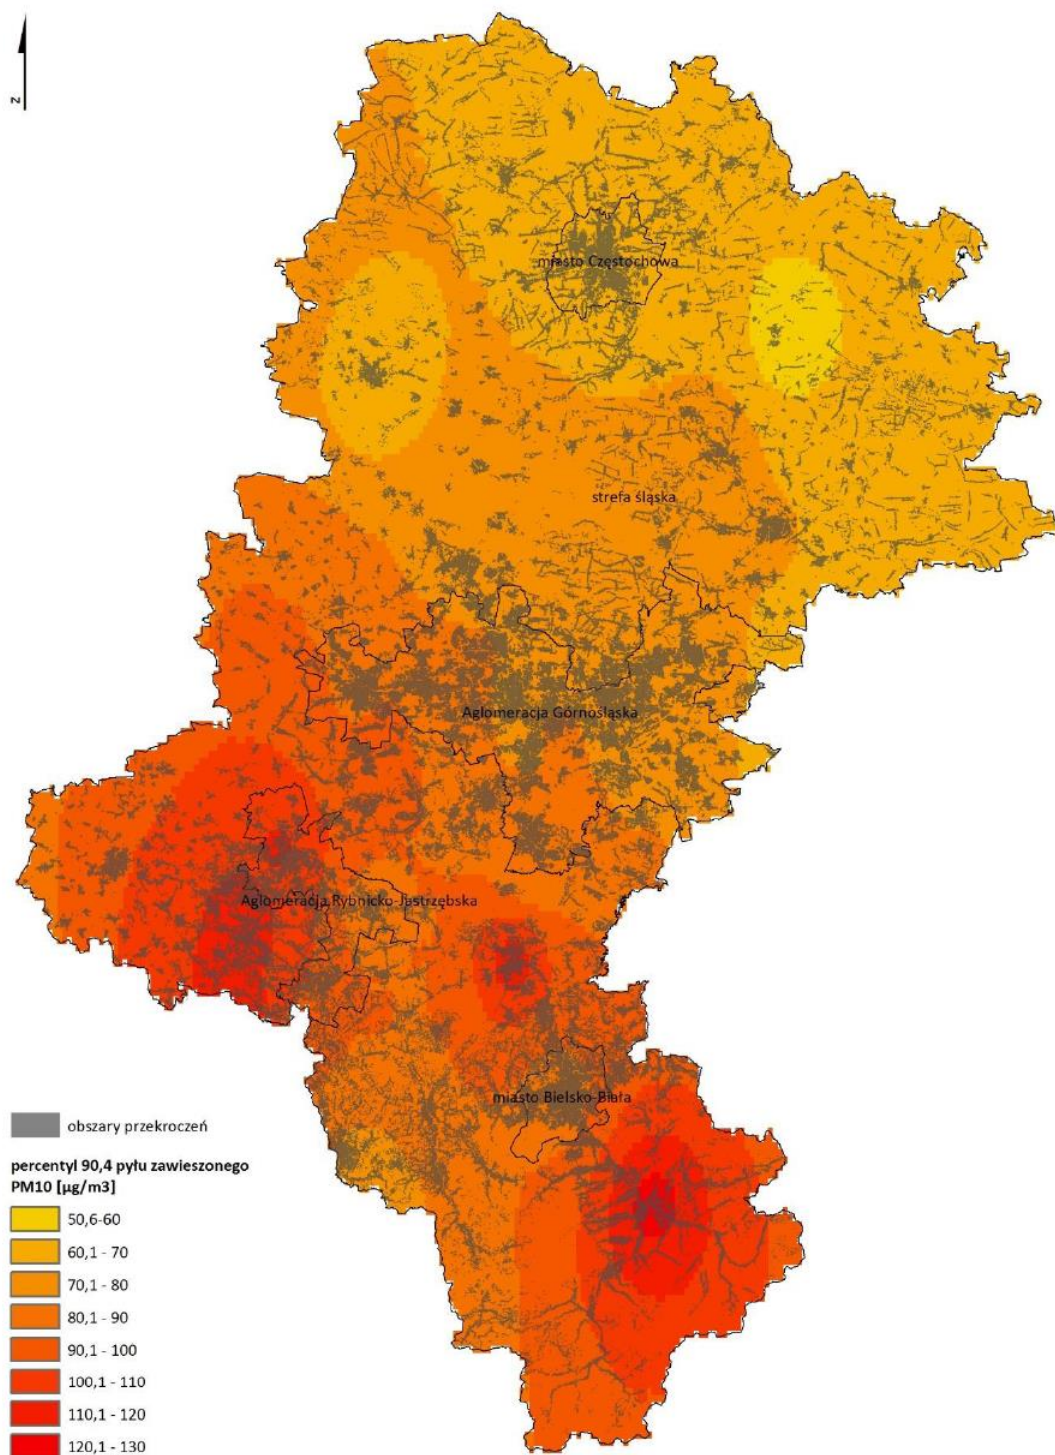 N
miasto Częstochowa
strefa śląska
Aglomeracja Górnośląska
Aglomeracja Rybnicko-Jastrzębska
miasto Bielsko-Biała
obszary przekroczeń
percentyl 90,4 pyłu zawieszonego
PM10 [µg/m3]
50,6-60
60,1 - 70
70,1 - 80
80,1 - 90
90,1 - 100
100,1 - 110
110,1 - 120
120,1 - 130